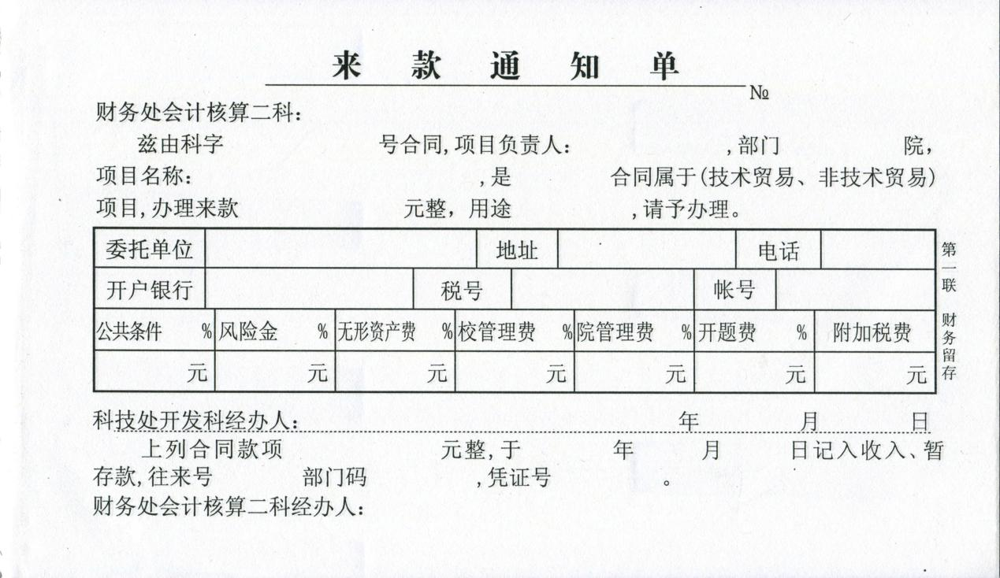 来款通知单
№
财务处会计核算二科：
兹由科字 号合同,项目负责人： ,部门 院，
项目名称： ,是 合同属于(技术贸易、非技术贸易)
项目,办理来款 元整，用途 ,请予办理。
委托单位 地址 电话
开户银行 税号 帐号
公共条件 % 风险金 % 无形资产费 % 校管理费 % 院管理费 % 开题费 % 附加税费
元 元 元 元 元 元 元
第一联 财务留存
科技处开发科经办人： 年 月 日
上列合同款项 元整,于 年 月 日记入收入、暂
存款,往来号 部门码 ,凭证号 。
财务处会计核算二科经办人：